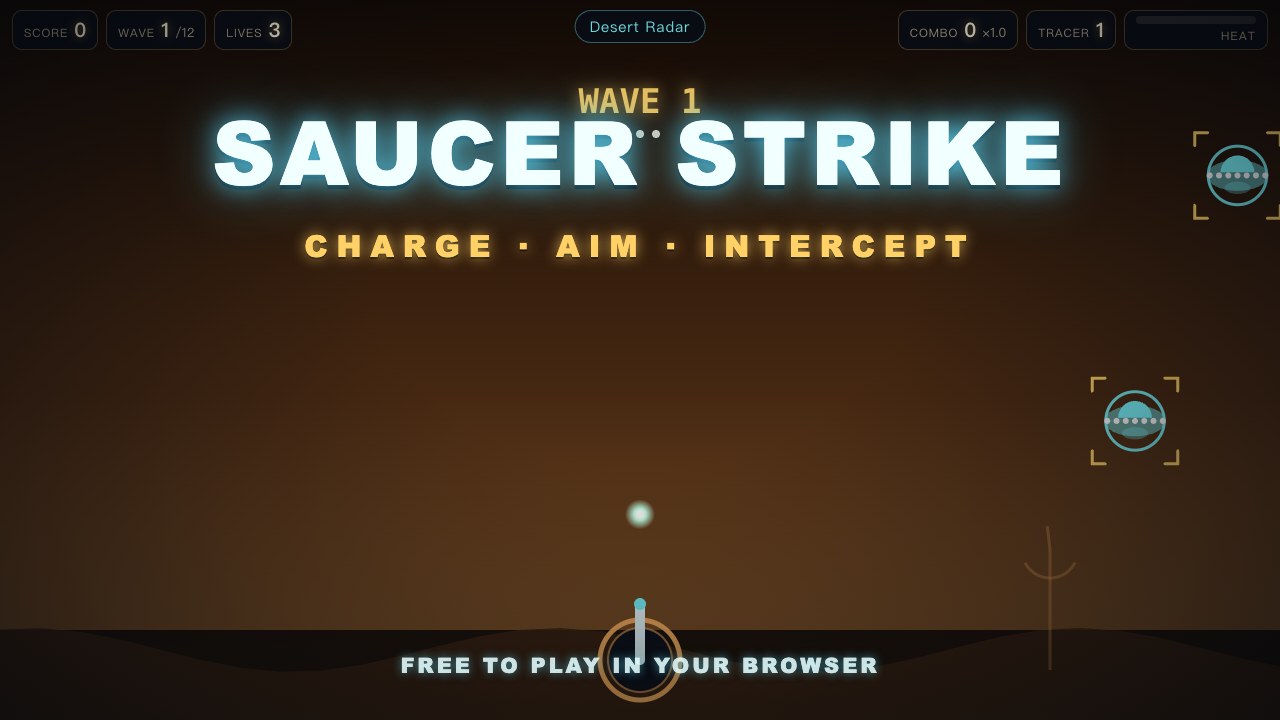 SCORE 0
WAVE 1 /12
LIVES 3
Desert Radar
COMBO 0 ×1.0
TRACER 1
HEAT
WAVE 1
SAUCER STRIKE
CHARGE · AIM · INTERCEPT
FREE TO PLAY IN YOUR BROWSER